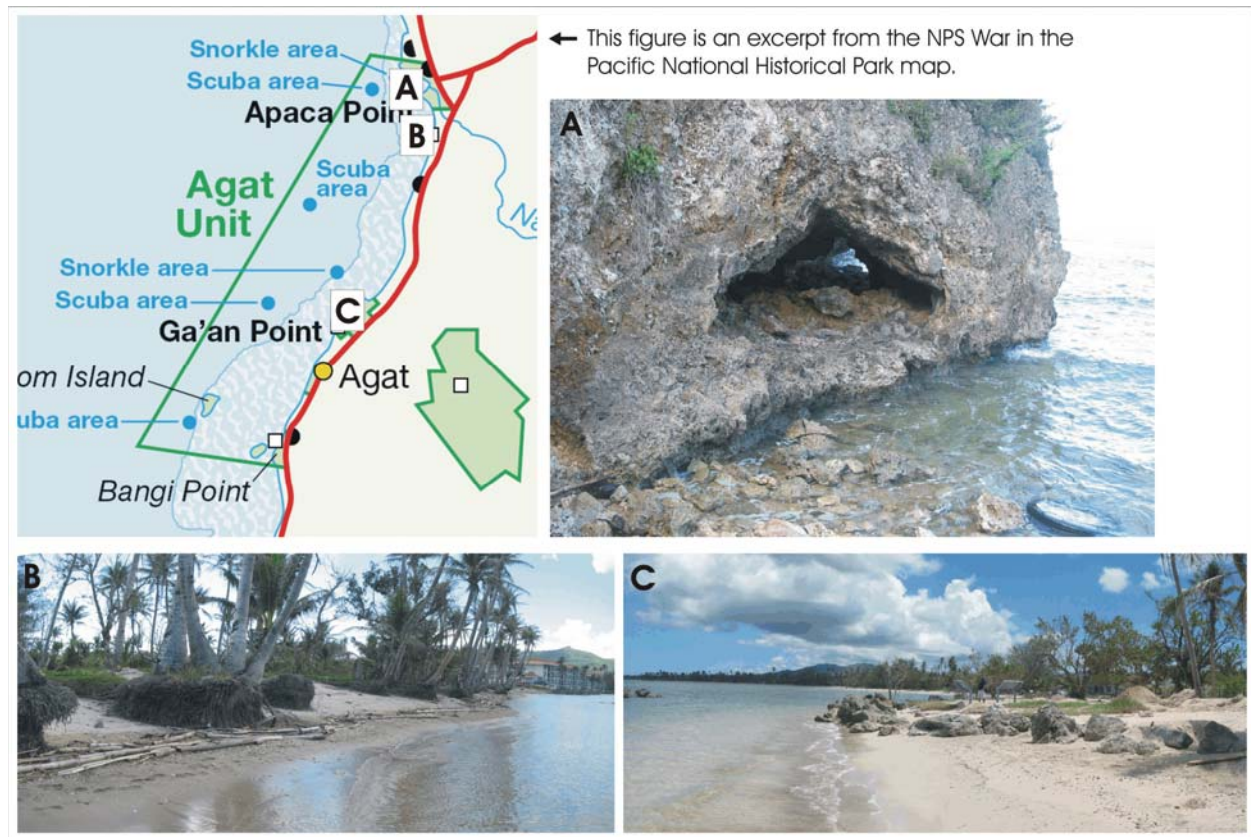 Snorkle area
Scuba area
A
Apaca Point
B
Scuba
area
Agat
Unit
Na
Snorkle area
Scuba area
C
Ga'an Point
om Island
Agat
uba area
Bangi Point
← This figure is an excerpt from the NPS War in the
Pacific National Historical Park map.
A
B
C